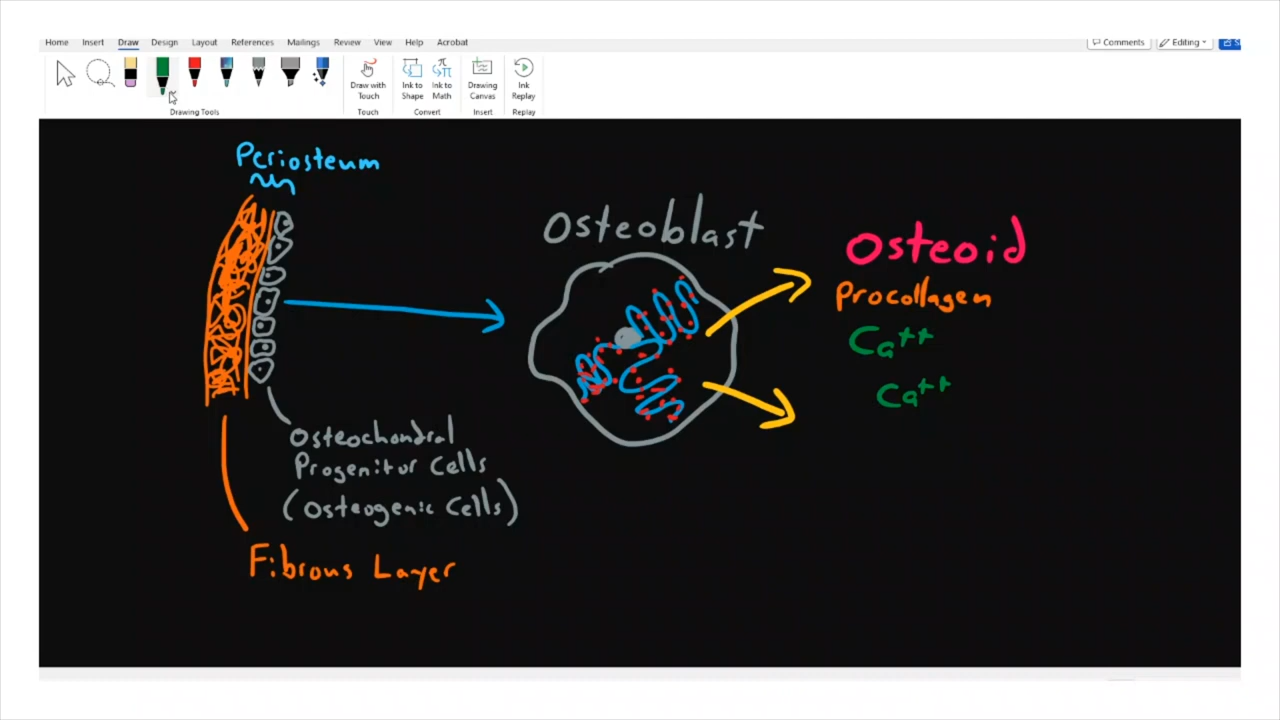 Home Insert Draw Design Layout References Mailings Review View Help Acrobat
Comments Editing
Draw with Touch
Ink to Shape
Ink to Math
Drawing Canvas
Ink Replay
Drawing Tools Touch Convert Insert Replay
Periosteum
Osteoblast
Osteoid
Procollagen
Ca++
Ca++
Osteochondral
Progenitor Cells
(Osteogenic Cells)
Fibrous Layer